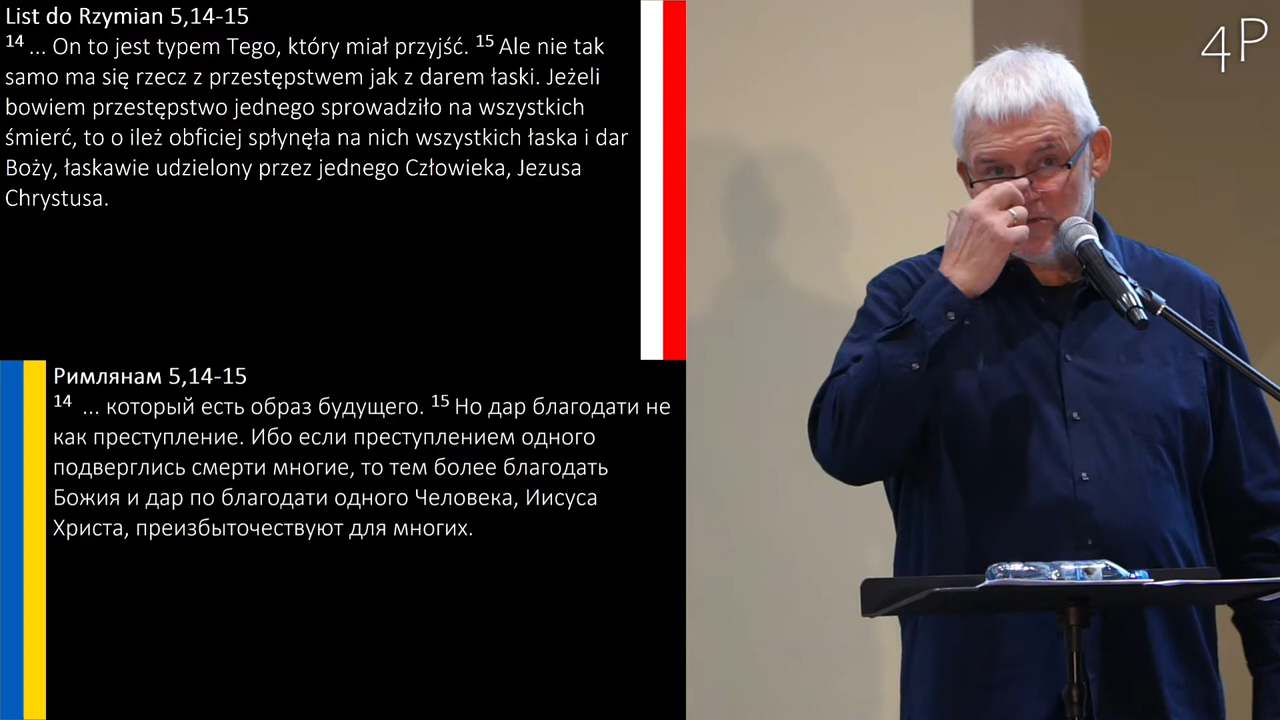 List do Rzymian 5,14-15
14 ... On to jest typem Tego, który miał przyjść. 15 Ale nie tak
samo ma się rzecz z przestępstwem jak z darem łaski. Jeżeli
bowiem przestępstwo jednego sprowadziło na wszystkich
śmierć, to o ileż obficiej spłynęła na nich wszystkich łaska i dar
Boży, łaskawie udzielony przez jednego Człowieka, Jezusa
Chrystusa.
Римлянам 5,14-15
14 ... который есть образ будущего. 15 Но дар благодати не
как преступление. Ибо если преступлением одного
подверглись смерти многие, то тем более благодать
Божия и дар по благодати одного Человека, Иисуса
Христа, преизбыточествуют для многих.
4P